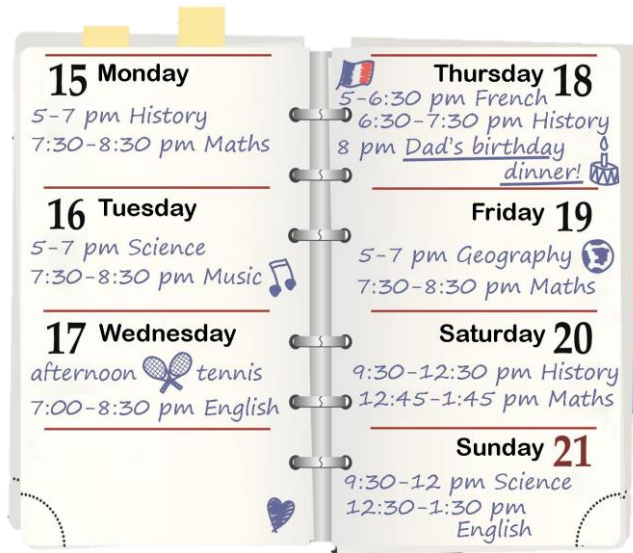 15 Monday
5-7 pm History
7:30-8:30 pm Maths
16 Tuesday
5-7 pm Science
7:30-8:30 pm Music
17 Wednesday
afternoon tennis
7:00-8:30 pm English
Thursday 18
5-6:30 pm French
6:30-7:30 pm History
8 pm Dad's birthday
dinner!
Friday 19
5-7 pm Geography
7:30-8:30 pm Maths
Saturday 20
9:30-12:30 pm History
12:45-1:45 pm Maths
Sunday 21
9:30-12 pm Science
12:30-1:30 pm
English